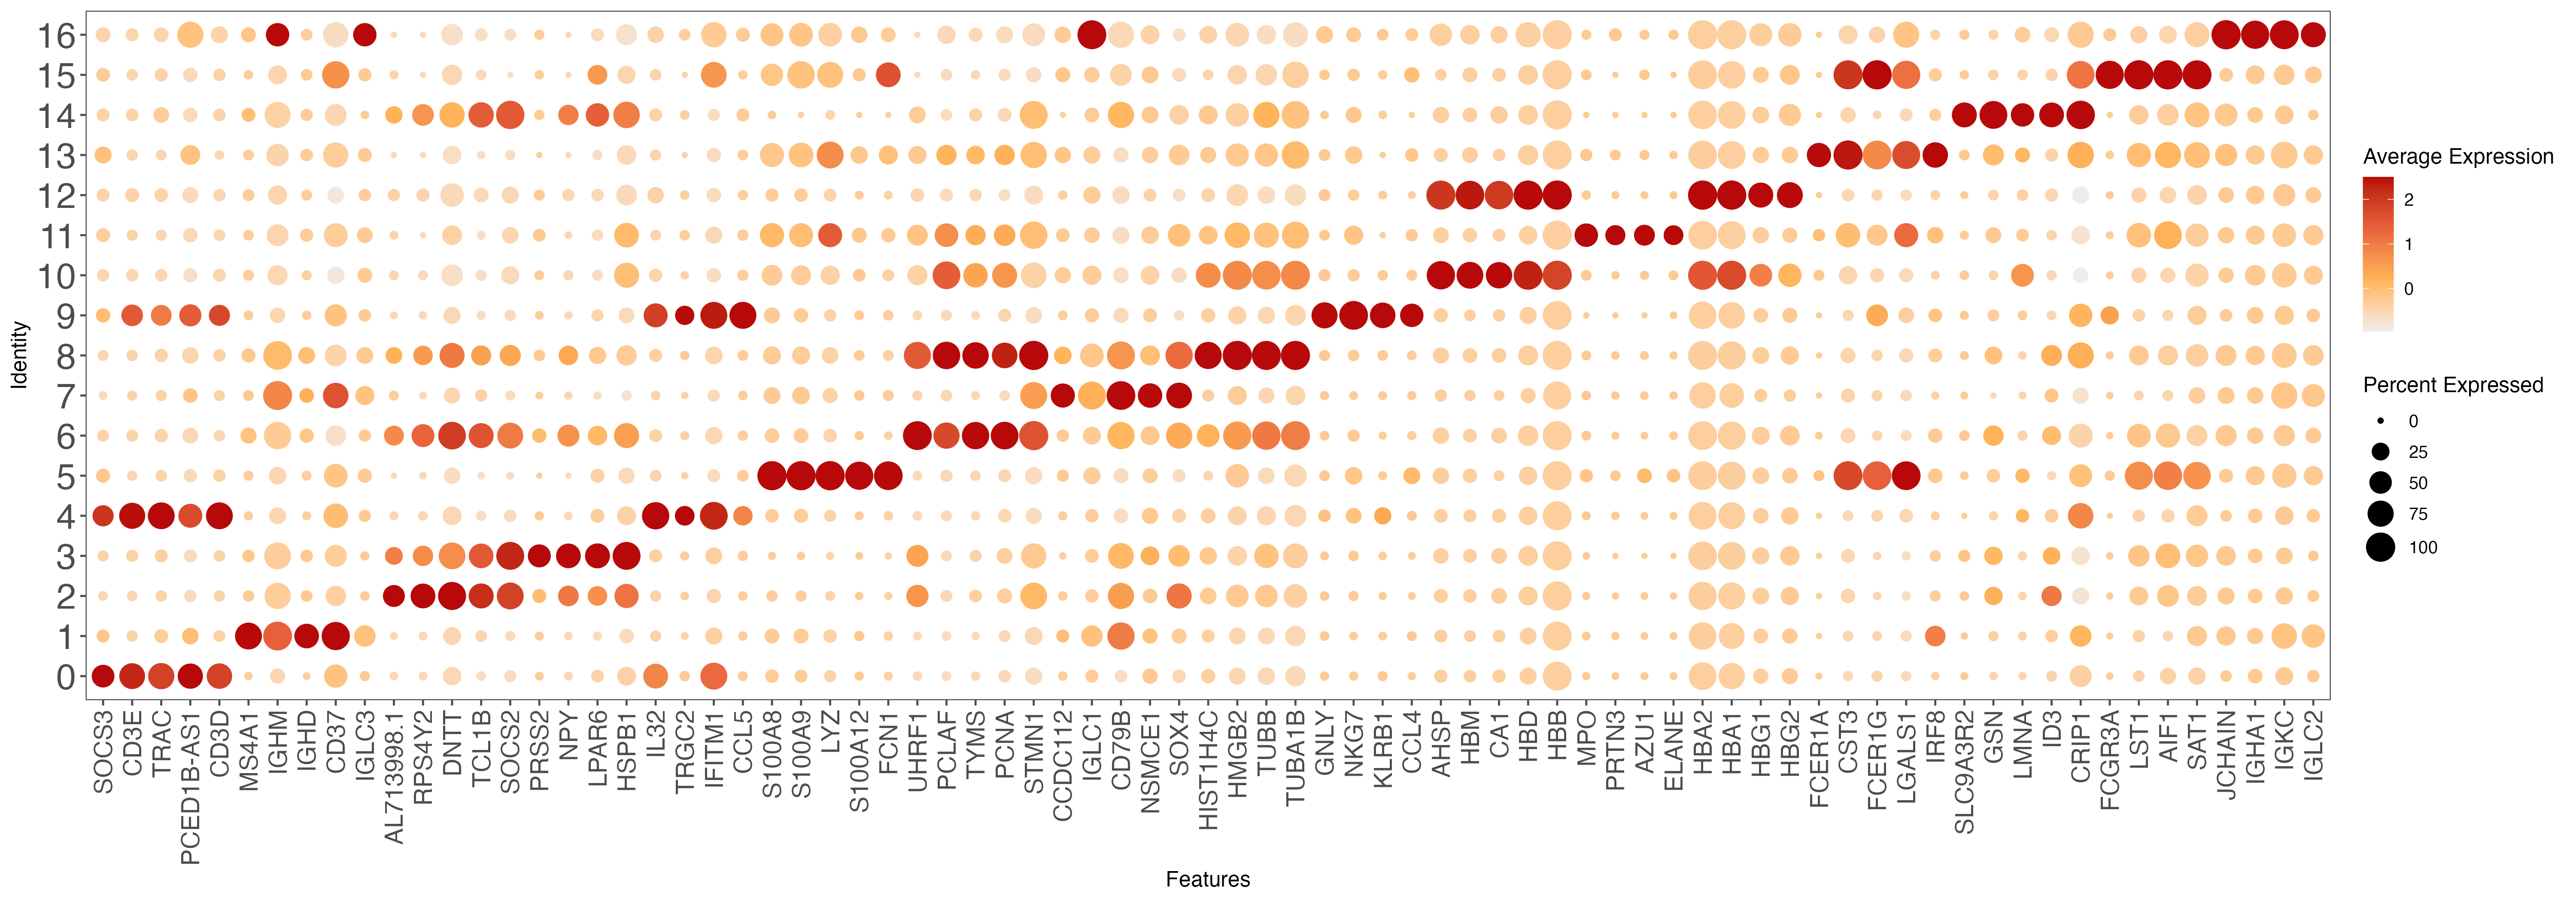 16
15
14
13
12
11
10
9
8
7
6
5
4
3
2
1
0
Identity
SOCS3
CD3E
TRAC
PCED1B-AS1
CD3D
MS4A1
IGHM
IGHD
CD37
IGLC3
AL713998.1
RPS4Y2
DNTT
TCL1B
SOCS2
PRSS2
NPY
LPAR6
HSPB1
IL32
TRGC2
IFITM1
CCL5
S100A8
S100A9
LYZ
S100A12
FCN1
UHRF1
PCLAF
TYMS
PCNA
STMN1
CCDC112
IGLC1
CD79B
NSMCE1
SOX4
HIST1H4C
HMGB2
TUBB
TUBA1B
GNLY
NKG7
KLRB1
CCL4
AHSP
HBM
CA1
HBD
HBB
MPO
PRTN3
AZU1
ELANE
HBA2
HBA1
HBG1
HBG2
FCER1A
CST3
FCER1G
LGALS1
IRF8
SLC9A3R2
GSN
LMNA
ID3
CRIP1
FCGR3A
LST1
AIF1
SAT1
JCHAIN
IGHA1
IGKC
IGLC2
Features
Average Expression
2
1
0
Percent Expressed
0
25
50
75
100